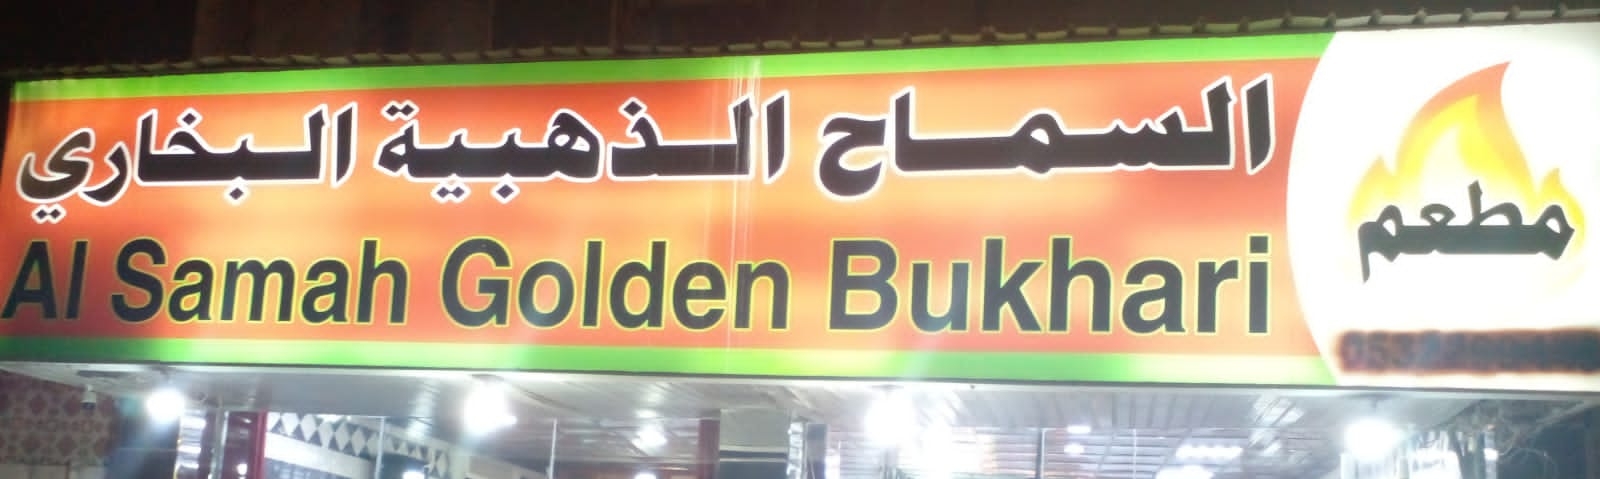 مطعم
السماح الذهبية البخاري
Al Samah Golden Bukhari